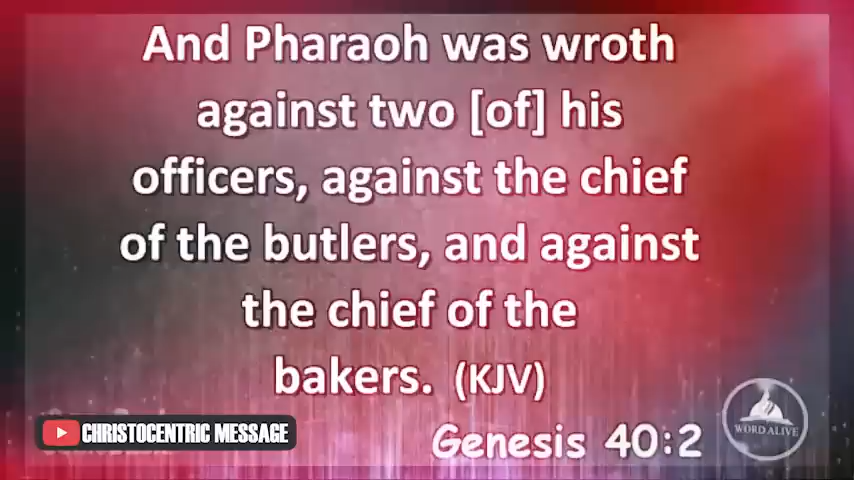 And Pharaoh was wroth
against two [of] his
officers, against the chief
of the butlers, and against
the chief of the
bakers. (KJV)
Genesis 40:2
CHRISTOCENTRIC MESSAGE
WORD ALIVE